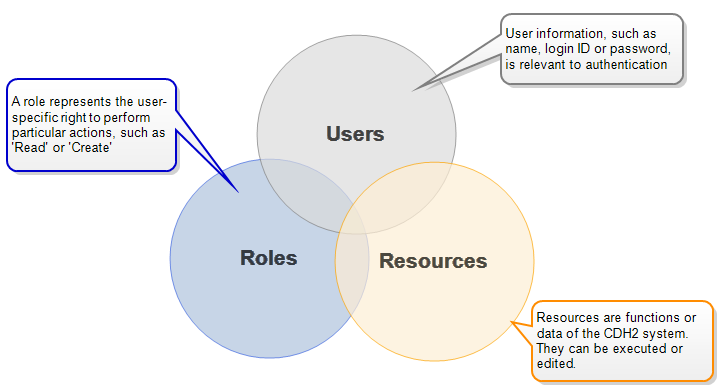 User information, such as
name, login ID or password,
is relevant to authentication
A role represents the user-
specific right to perform
particular actions, such as
'Read' or 'Create'
Users
Roles
Resources
Resources are functions or
data of the CDH2 system.
They can be executed or
edited.